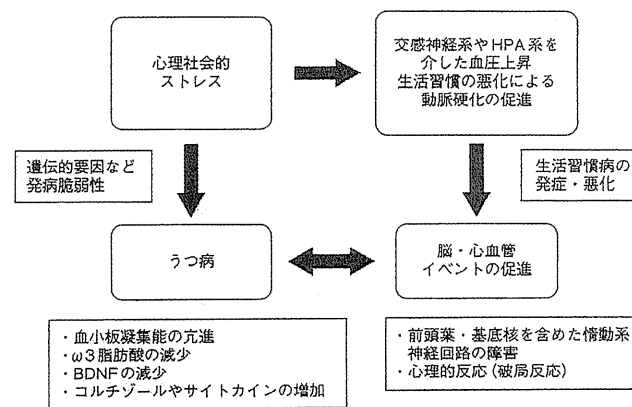 心理社会的
ストレス
交感神経系やHPA系を
介した血圧上昇
生活習慣の悪化による
動脈硬化の促進
遺伝的要因など
発病脆弱性
生活習慣病の
発症・悪化
うつ病
脳・心血管
イベントの促進
・血小板凝集能の亢進
・ω3脂肪酸の減少
・BDNFの減少
・コルチゾールやサイトカインの増加
・前頭葉・基底核を含めた情動系
神経回路の障害
・心理的反応(破局反応)